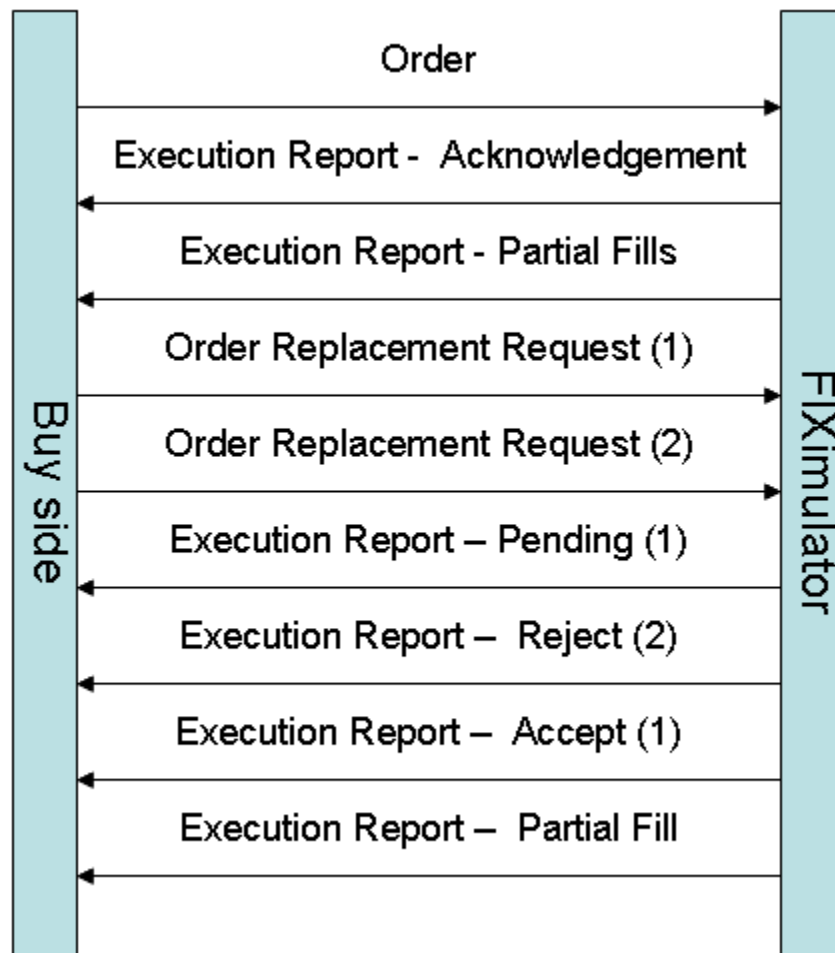 Order
Execution Report - Acknowledgement
Execution Report - Partial Fills
Order Replacement Request (1)
Order Replacement Request (2)
Execution Report – Pending (1)
Execution Report – Reject (2)
Execution Report – Accept (1)
Execution Report – Partial Fill
Buy side
FIXimulator